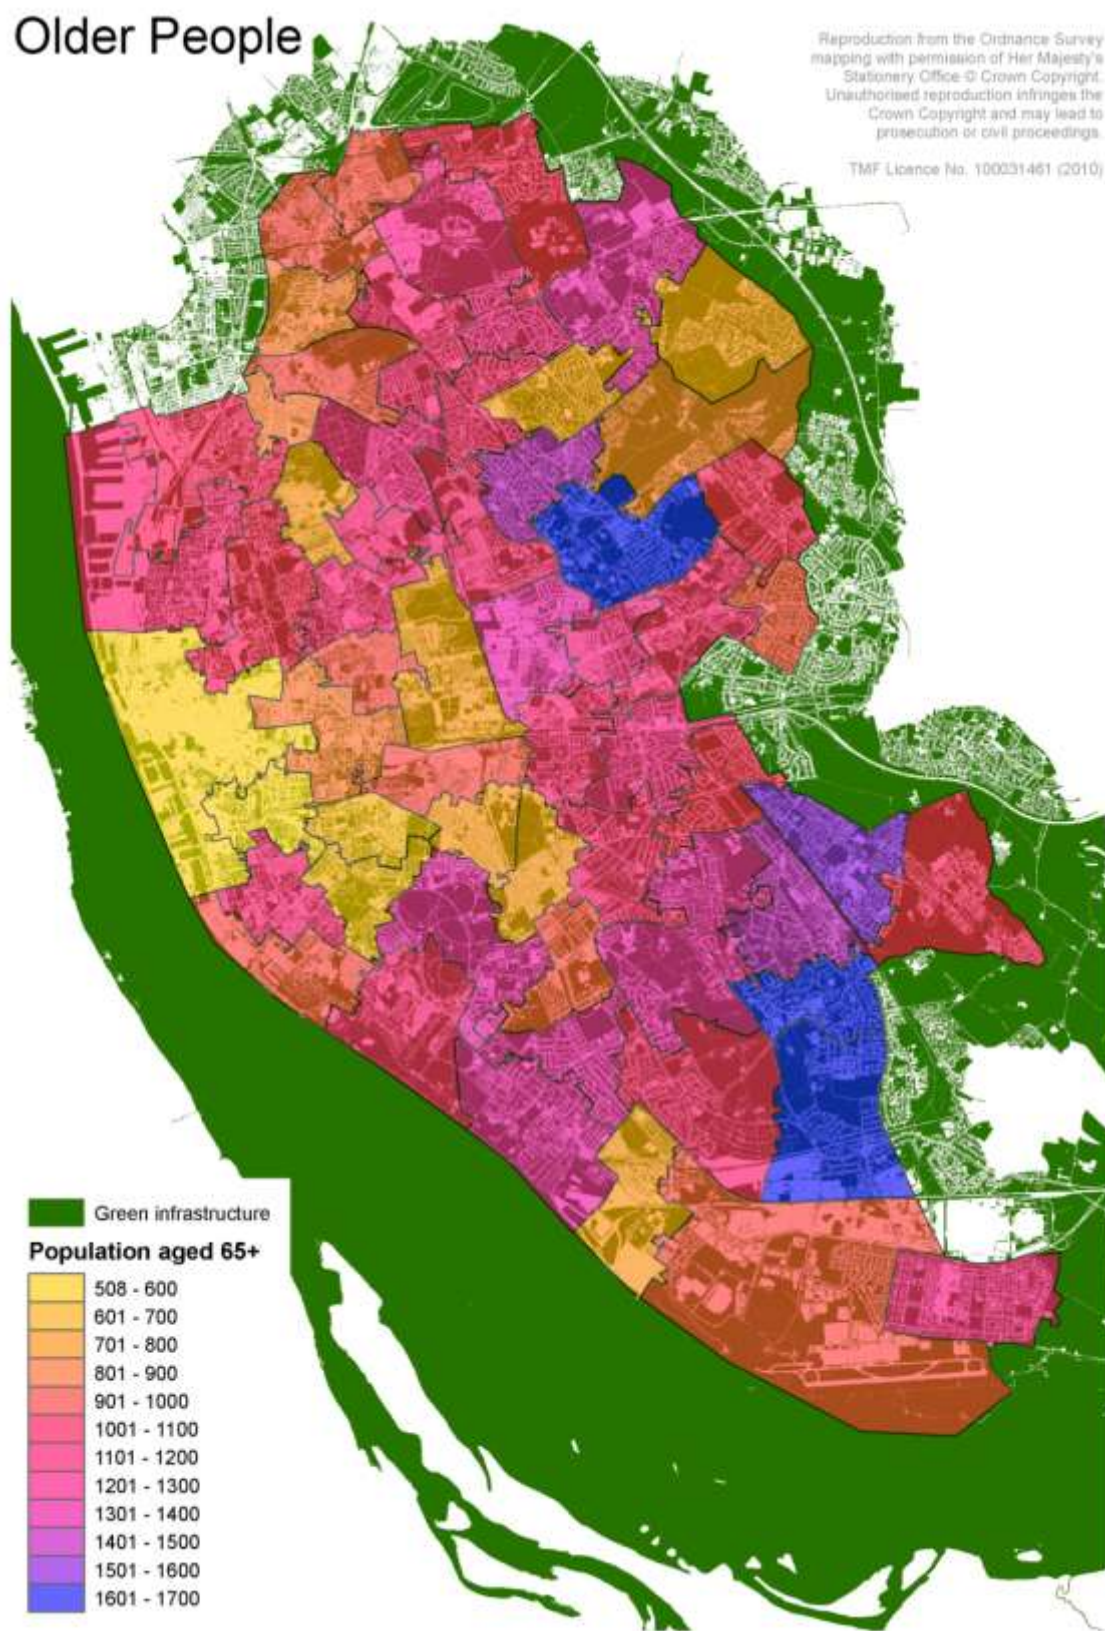 Older People
Reproduction from the Ordnance Survey
mapping with permission of Her Majesty's
Stationery Office © Crown Copyright.
Unauthorised reproduction infringes the
Crown Copyright and may lead to
prosecution or civil proceedings.
TMF Licence No. 100031461 (2010)
Green infrastructure
Population aged 65+
508 - 600
601 - 700
701 - 800
801 - 900
901 - 1000
1001 - 1100
1101 - 1200
1201 - 1300
1301 - 1400
1401 - 1500
1501 - 1600
1601 - 1700